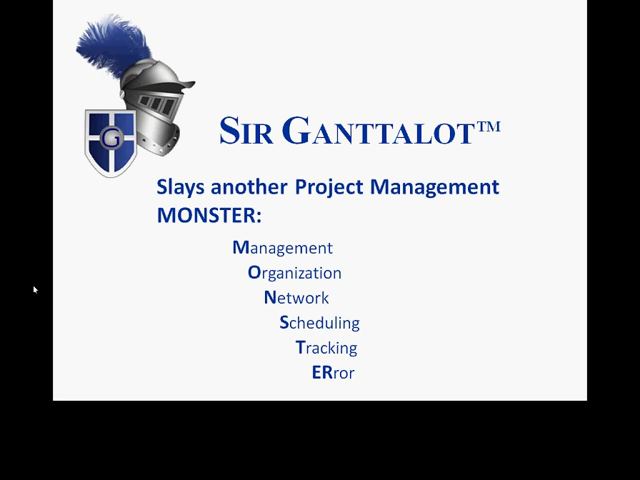 G
SIR GANTTALOT™
Slays another Project Management
MONSTER:
Management
Organization
Network
Scheduling
Tracking
ERror